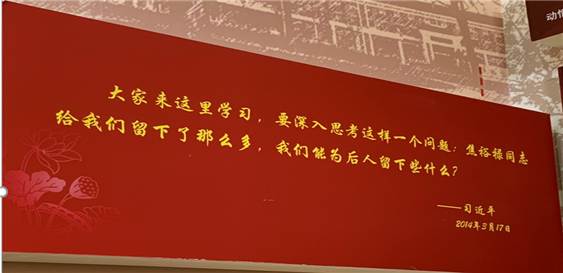 大家来这里学习，要深入思考这样一个问题：焦裕禄同志
给我们留下了那么多，我们能为后人留下些什么？
——习近平
2014年3月17日
动情